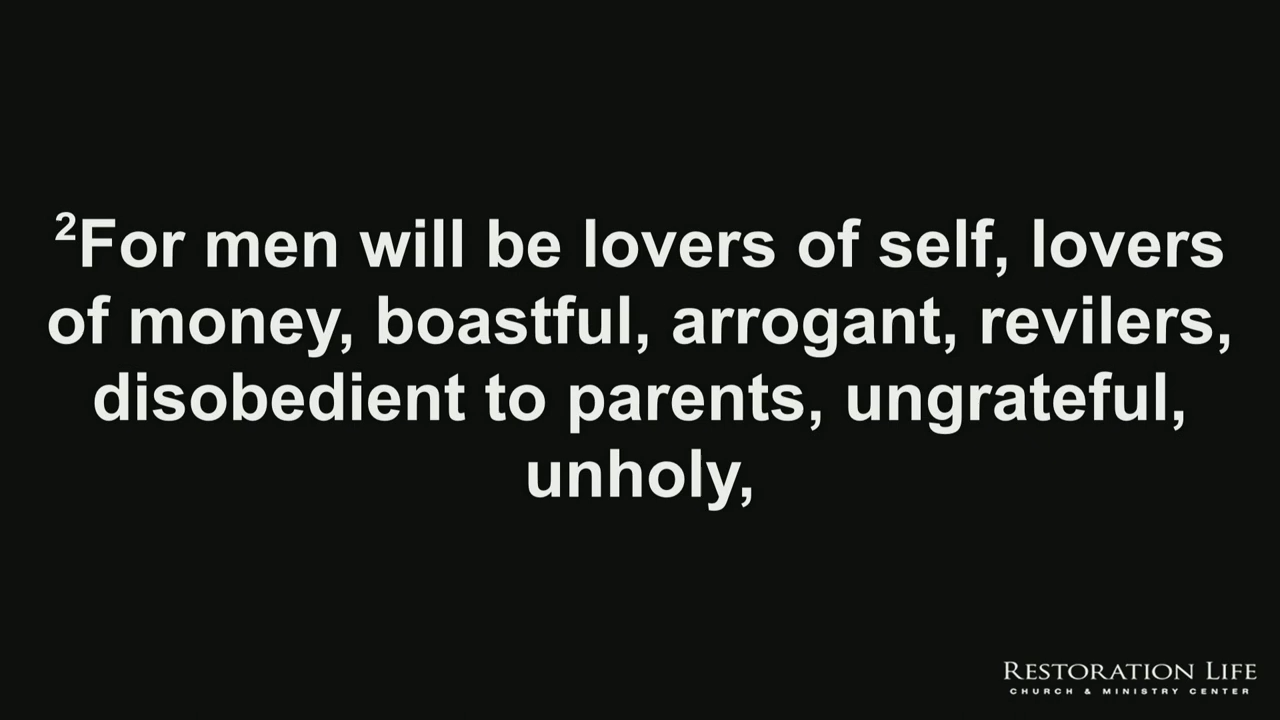 ²For men will be lovers of self, lovers
of money, boastful, arrogant, revilers,
disobedient to parents, ungrateful,
unholy,
RESTORATION LIFE
CHURCH & MINISTRY CENTER